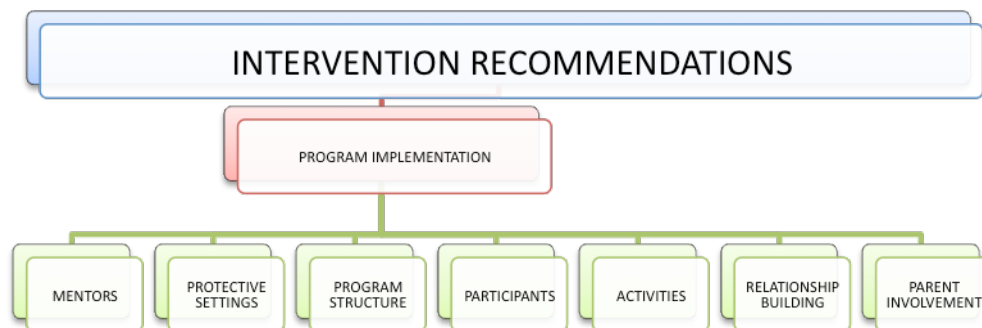 INTERVENTION RECOMMENDATIONS
PROGRAM IMPLEMENTATION
MENTORS
PROTECTIVE
SETTINGS
PROGRAM
STRUCTURE
PARTICIPANTS
ACTIVITIES
RELATIONSHIP
BUILDING
PARENT
INVOLVEMENT